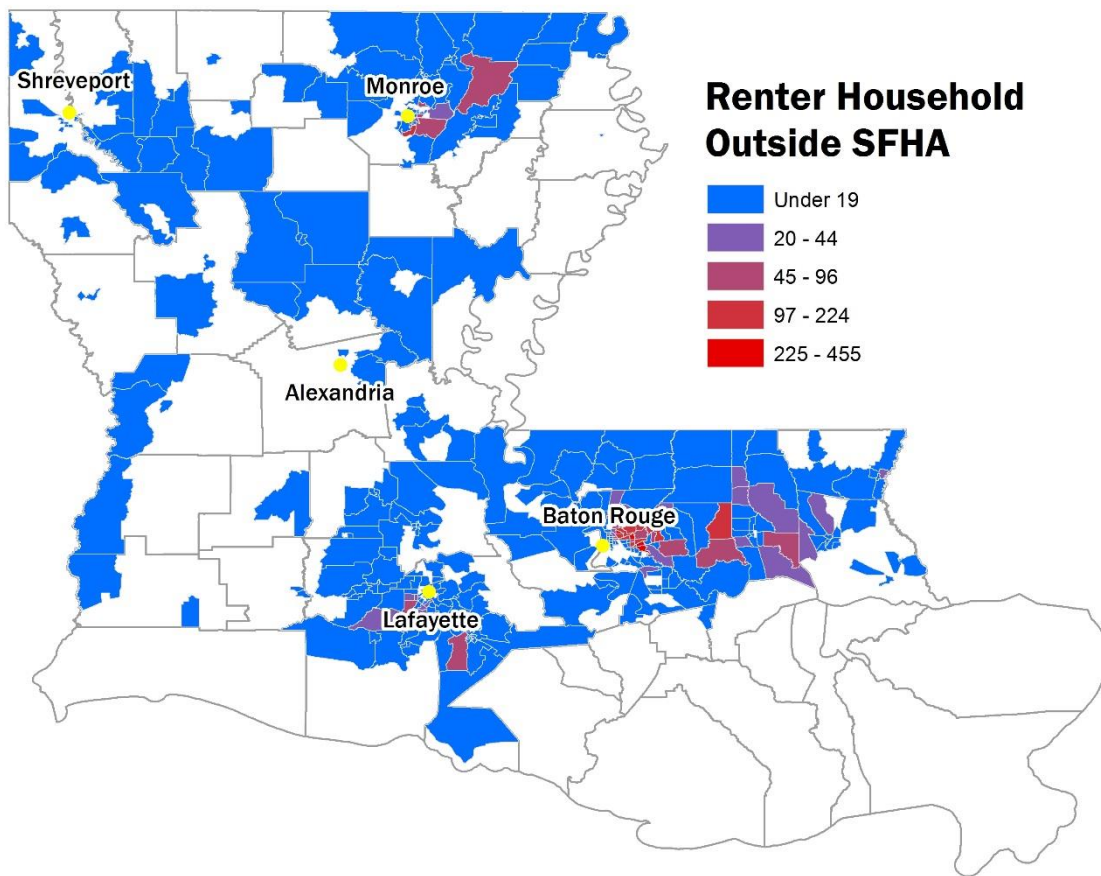 Shreveport
Monroe
Renter Household
Outside SFHA
Under 19
20 - 44
45 - 96
97 - 224
225 - 455
Alexandria
Baton Rouge
Lafayette